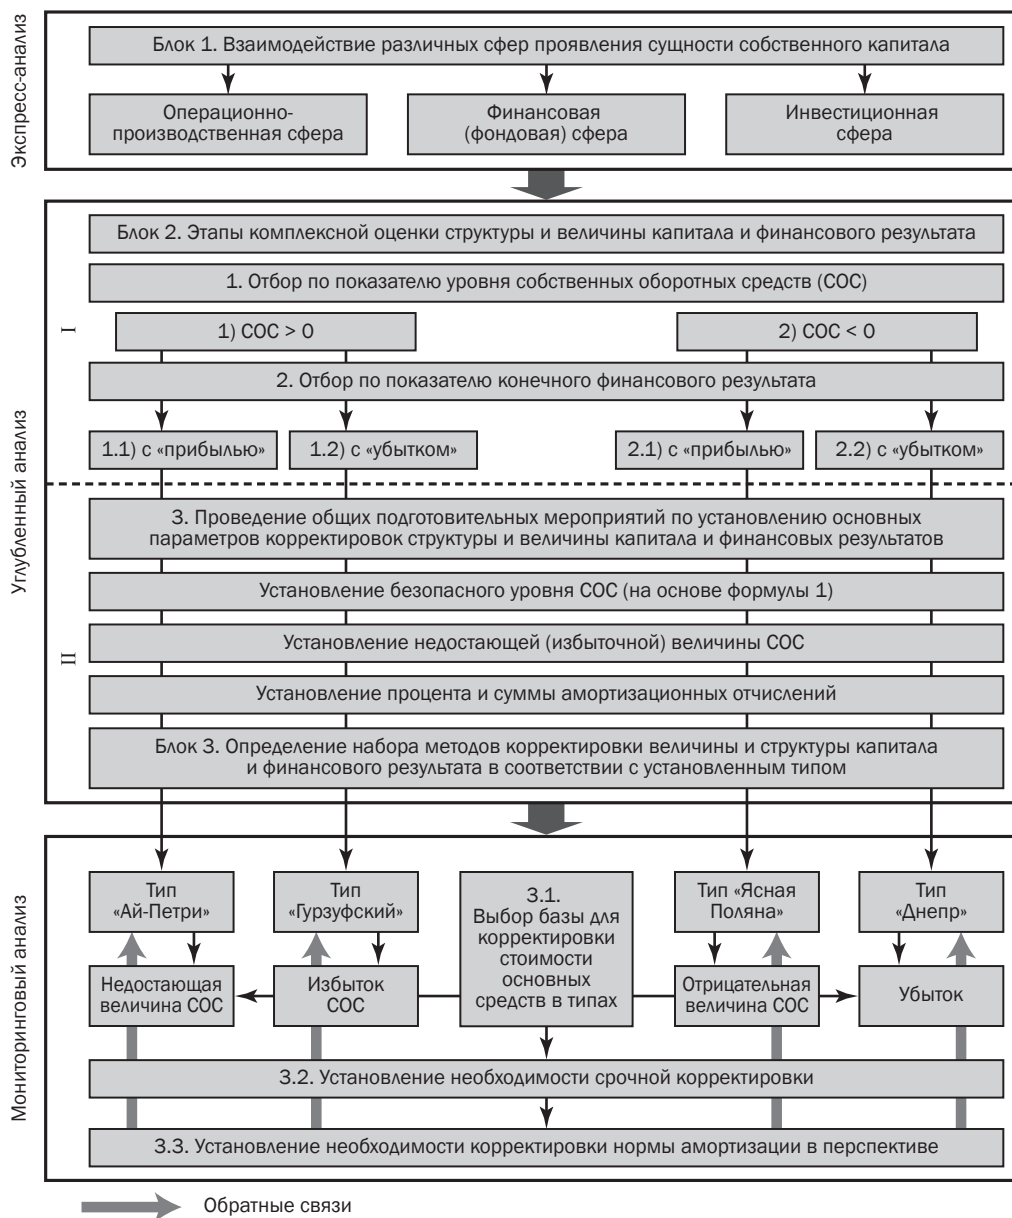 Экспресс-анализ
Блок 1. Взаимодействие различных сфер проявления сущности собственного капитала
Операционно-
производственная сфера
Финансовая
(фондовая) сфера
Инвестиционная
сфера
Углубленный анализ
I
Блок 2. Этапы комплексной оценки структуры и величины капитала и финансового результата
1. Отбор по показателю уровня собственных оборотных средств (СОС)
1) СОС > 0
2) СОС < 0
2. Отбор по показателю конечного финансового результата
1.1) с «прибылью»
1.2) с «убытком»
2.1) с «прибылью»
2.2) с «убытком»
II
3. Проведение общих подготовительных мероприятий по установлению основных
параметров корректировок структуры и величины капитала и финансовых результатов
Установление безопасного уровня СОС (на основе формулы 1)
Установление недостающей (избыточной) величины СОС
Установление процента и суммы амортизационных отчислений
Блок 3. Определение набора методов корректировки величины и структуры капитала
и финансового результата в соответствии с установленным типом
Мониторинговый анализ
Тип
«Ай-Петри»
Тип
«Гурзуфский»
3.1.
Выбор базы для
корректировки
стоимости
основных
средств в типах
Тип «Ясная
Поляна»
Тип
«Днепр»
Недостающая
величина СОС
Избыток
СОС
Отрицательная
величина СОС
Убыток
3.2. Установление необходимости срочной корректировки
3.3. Установление необходимости корректировки нормы амортизации в перспективе
Обратные связи